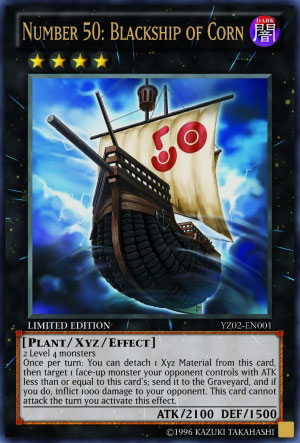 NUMBER 50: BLACKSHIP OF CORN
DARK
闇
50
LIMITED EDITION
YZ02-EN001
[PLANT/XYZ/EFFECT]
2 Level 4 monsters
Once per turn: You can detach 1 Xyz Material from this card,
then target 1 face-up monster your opponent controls with ATK
less than or equal to this card's; send it to the Graveyard, and if
you do, inflict 1000 damage to your opponent. This card cannot
attack the turn you activate this effect.
ATK/2100 DEF/1500
©1996 KAZUKI TAKAHASHI